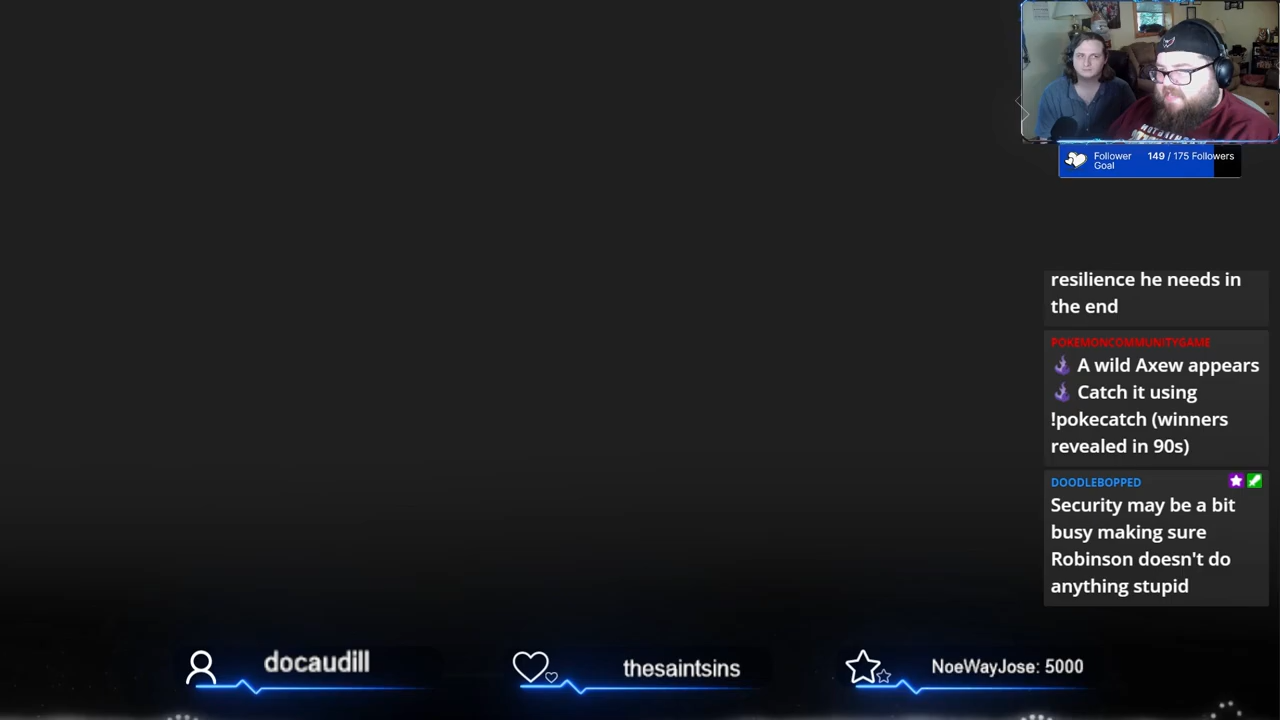 Follower Goal
149 / 175 Followers
resilience he needs in
the end
POKEMONCOMMUNITYGAME
A wild Axew appears
Catch it using
!pokecatch (winners
revealed in 90s)
DOODLEBOPPED
Security may be a bit
busy making sure
Robinson doesn't do
anything stupid
docaudill
thesaintsins
NoeWayJose: 5000